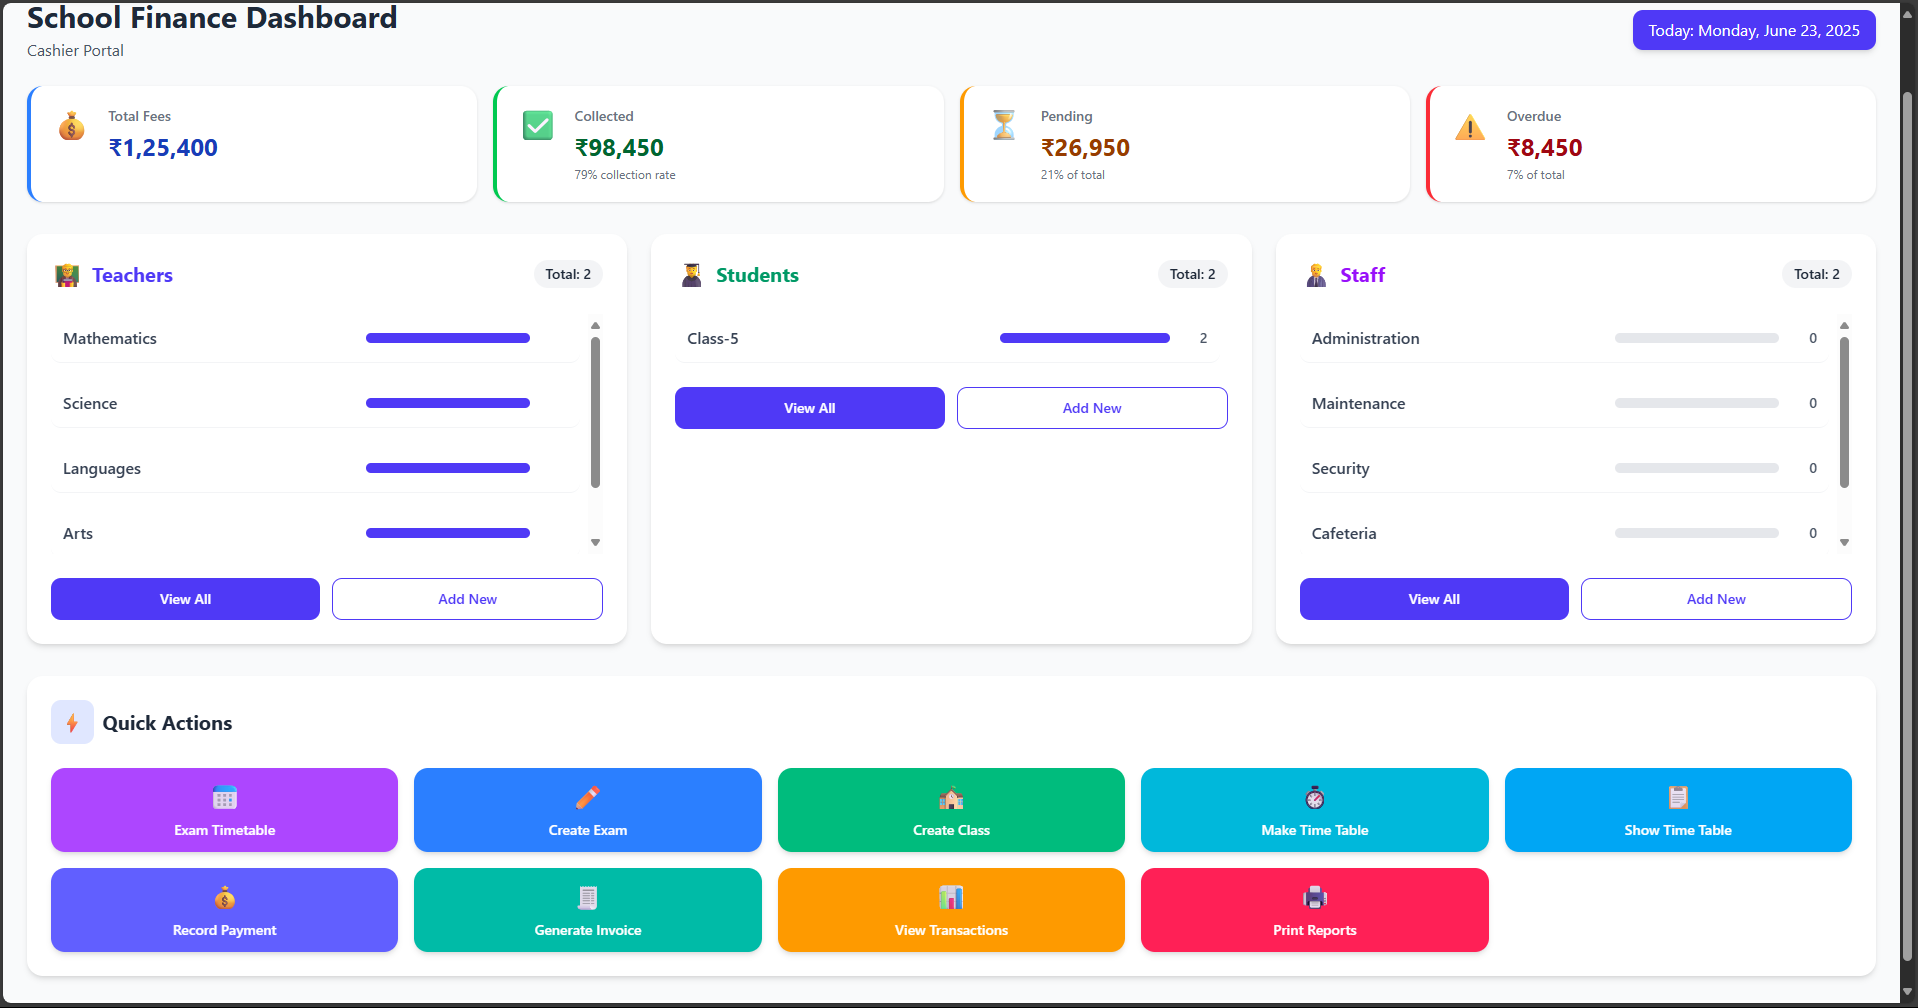 School Finance Dashboard
Cashier Portal
Today: Monday, June 23, 2025
Total Fees
₹1,25,400
Collected
₹98,450
79% collection rate
Pending
₹26,950
21% of total
Overdue
₹8,450
7% of total
Teachers
Total: 2
Mathematics
Science
Languages
Arts
View All
Add New
Students
Total: 2
Class-5
2
View All
Add New
Staff
Total: 2
Administration
0
Maintenance
0
Security
0
Cafeteria
0
View All
Add New
Quick Actions
Exam Timetable
Create Exam
Create Class
Make Time Table
Show Time Table
Record Payment
Generate Invoice
View Transactions
Print Reports